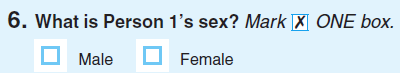 6. What is Person 1's sex? Mark ☒ ONE box.
☐ Male ☐ Female